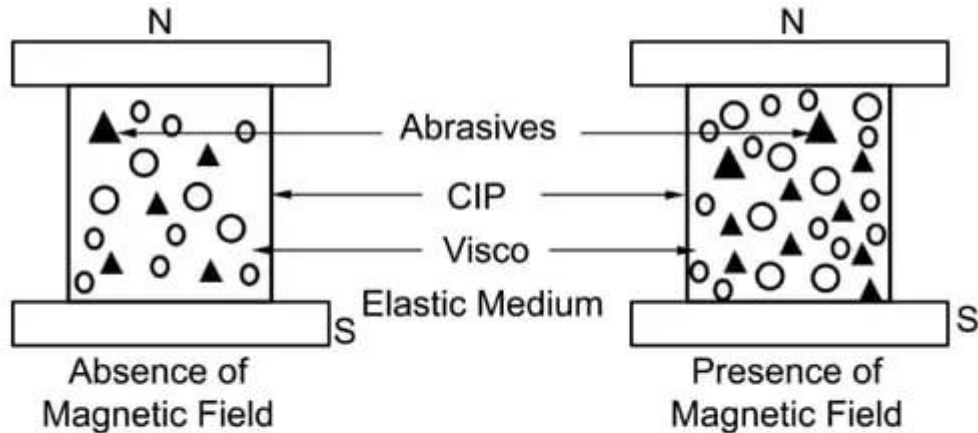 N
N
Abrasives
CIP
Visco
Elastic Medium
S
S
Absence of
Magnetic Field
Presence of
Magnetic Field